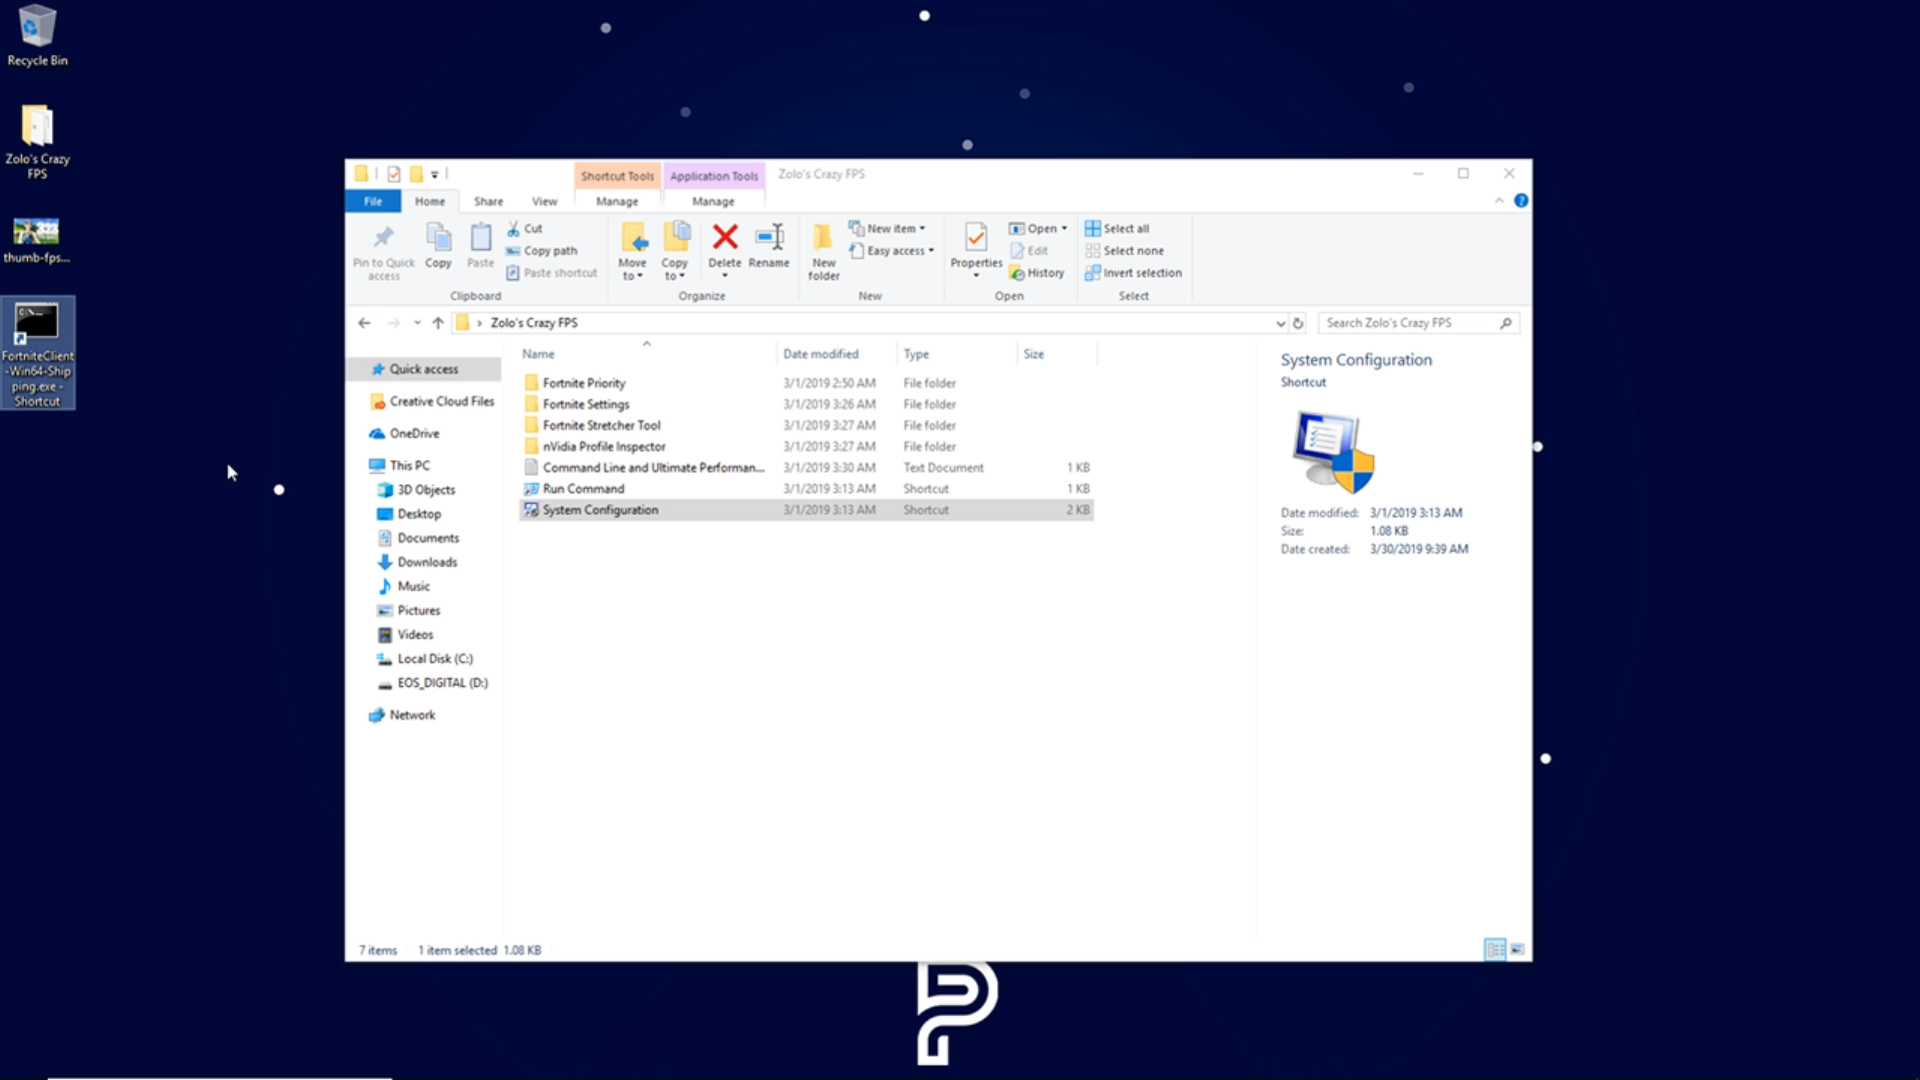 Recycle Bin
Zolo's Crazy
FPS
thumb-fps...
FortniteClient
-Win64-Ship
ping.exe -
Shortcut
Shortcut Tools
Application Tools
Zolo's Crazy FPS
File
Home
Share
View
Manage
Manage
Pin to Quick
access
Copy
Paste
Cut
Copy path
Paste shortcut
Clipboard
Move
to
Copy
to
Delete
Rename
Organize
New
folder
New item
Easy access
New
Properties
Open
Edit
History
Open
Select all
Select none
Invert selection
Select
Zolo's Crazy FPS
Search Zolo's Crazy FPS
Quick access
Creative Cloud Files
OneDrive
This PC
3D Objects
Desktop
Documents
Downloads
Music
Pictures
Videos
Local Disk (C:)
EOS_DIGITAL (D:)
Network
Name Date modified Type Size
Fortnite Priority 3/1/2019 2:50 AM File folder
Fortnite Settings 3/1/2019 3:26 AM File folder
Fortnite Stretcher Tool 3/1/2019 3:27 AM File folder
nVidia Profile Inspector 3/1/2019 3:27 AM File folder
Command Line and Ultimate Performan... 3/1/2019 3:30 AM Text Document 1 KB
Run Command 3/1/2019 3:13 AM Shortcut 1 KB
System Configuration 3/1/2019 3:13 AM Shortcut 2 KB
System Configuration
Shortcut
Date modified: 3/1/2019 3:13 AM
Size: 1.08 KB
Date created: 3/30/2019 9:39 AM
7 items 1 item selected 1.08 KB